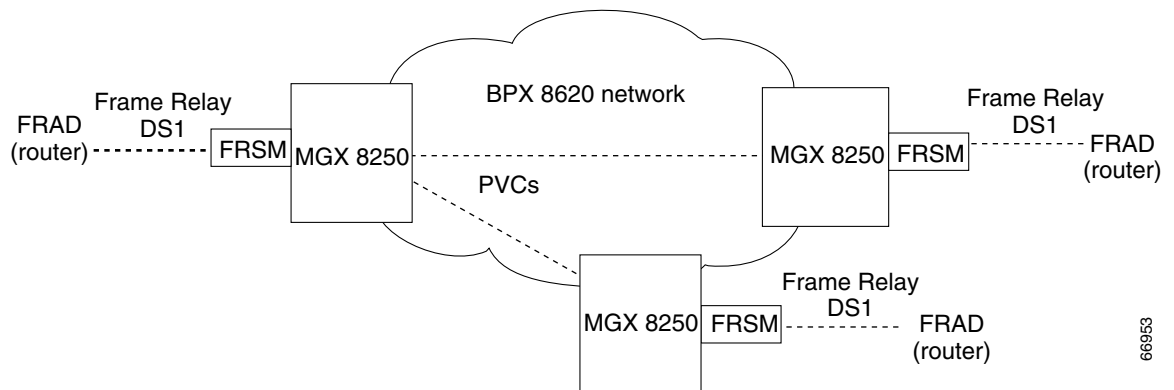 BPX 8620 network
Frame Relay
DS1
FRAD
(router)
FRSM
MGX 8250
PVCs
MGX 8250
FRSM
Frame Relay
DS1
FRAD
(router)
MGX 8250
FRSM
Frame Relay
DS1
FRAD
(router)
66953